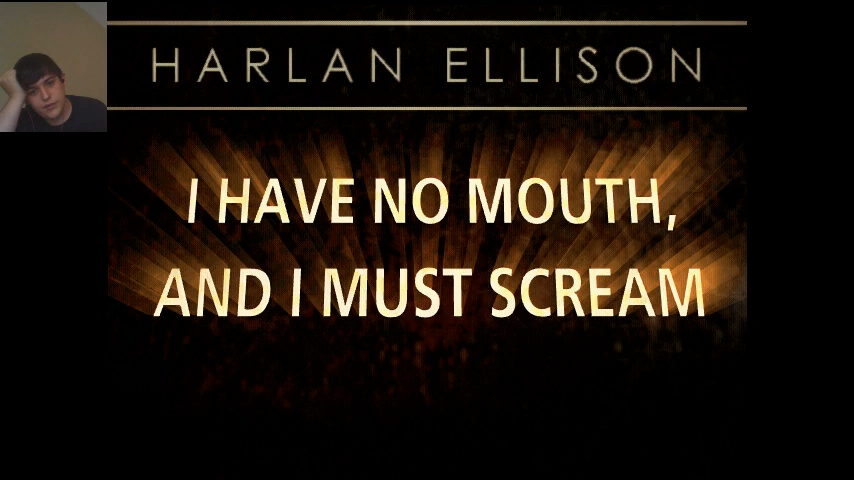 HARLAN ELLISON
I HAVE NO MOUTH,
AND I MUST SCREAM